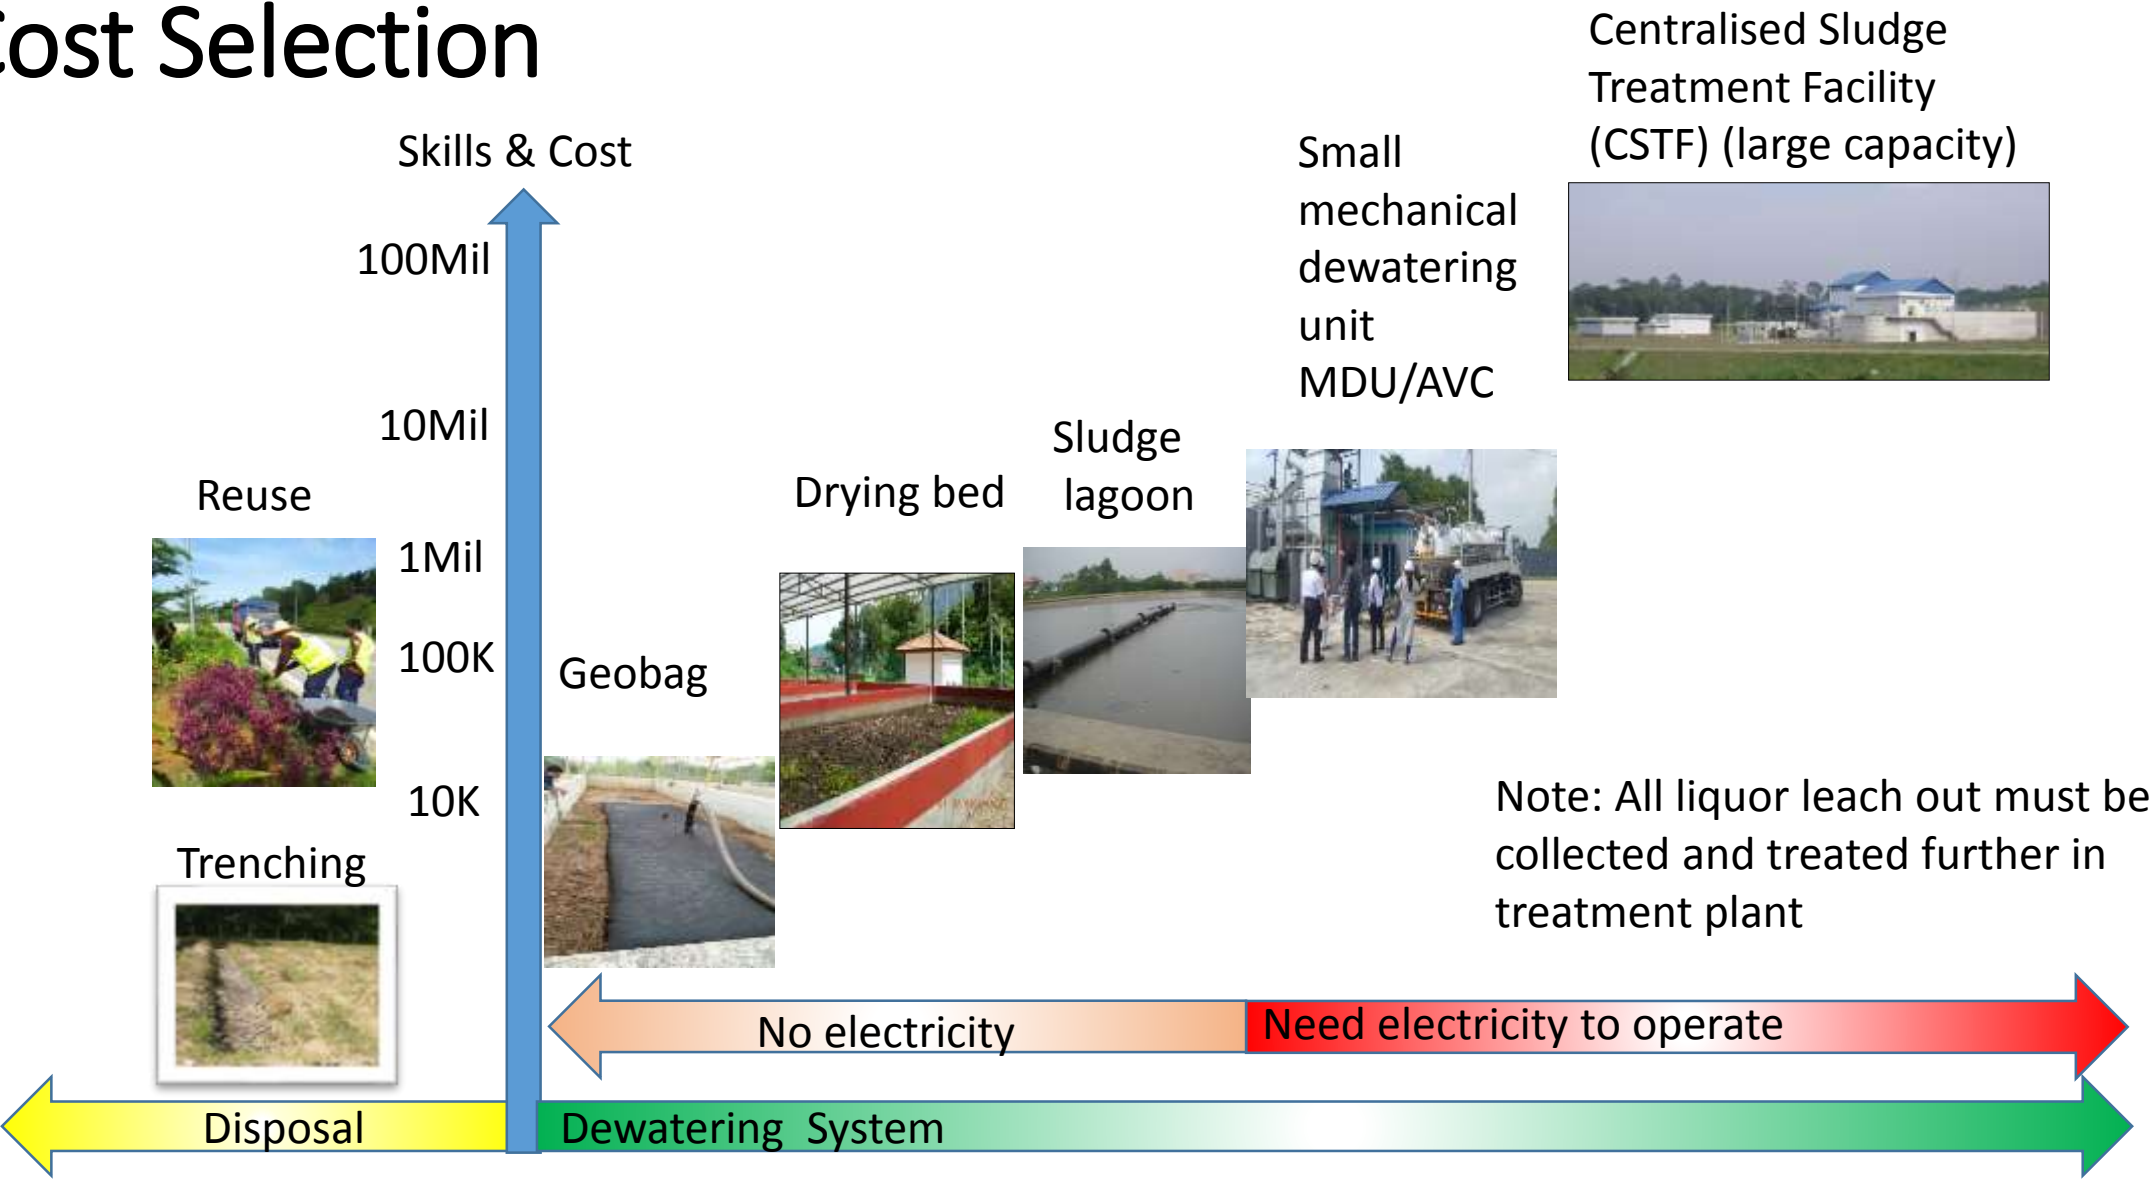 Cost Selection
Centralised Sludge
Treatment Facility
(CSTF) (large capacity)
Skills & Cost
Small
mechanical
dewatering
unit
MDU/AVC
100Mil
10Mil
1Mil
100K
10K
Reuse
Trenching
Geobag
Drying bed
Sludge
lagoon
Note: All liquor leach out must be
collected and treated further in
treatment plant
No electricity
Need electricity to operate
Disposal
Dewatering System